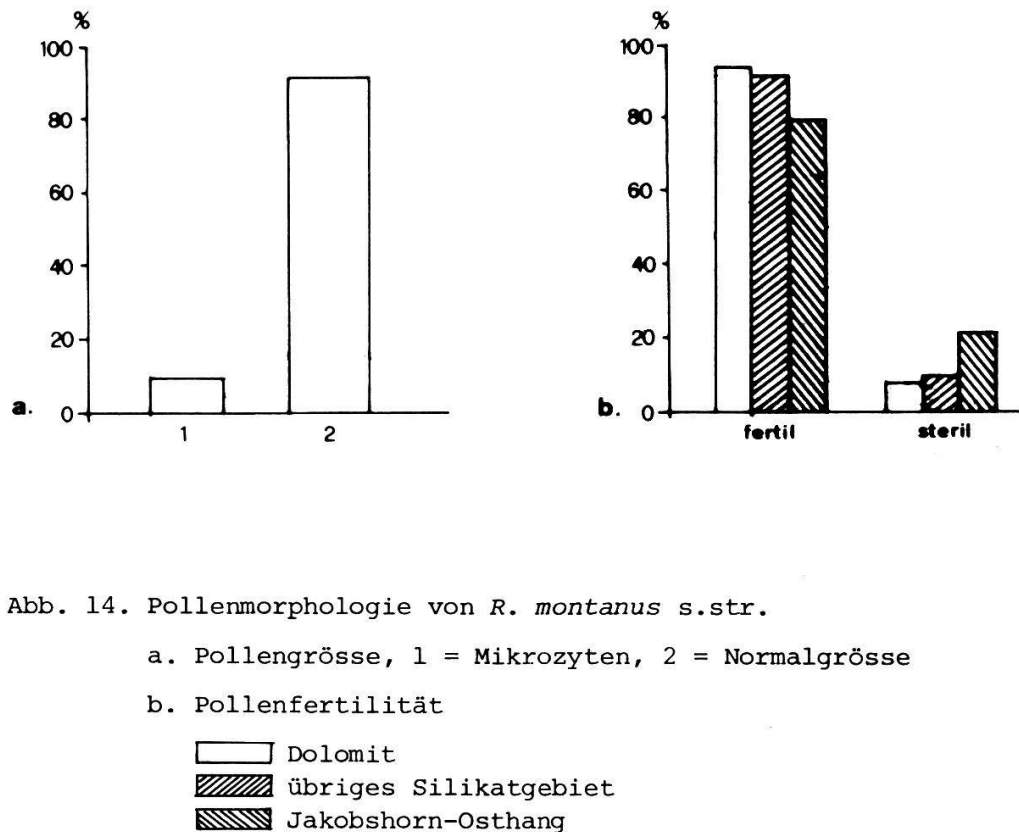 %
100
80
60
40
20
0
a.
1 2
%
100
80
60
40
20
0
b.
fertil steril
Abb. 14. Pollenmorphologie von R. montanus s.str.
a. Pollengrösse, 1 = Mikrozyten, 2 = Normalgrösse
b. Pollenfertilität
Dolomit
übriges Silikatgebiet
Jakobshorn-Osthang